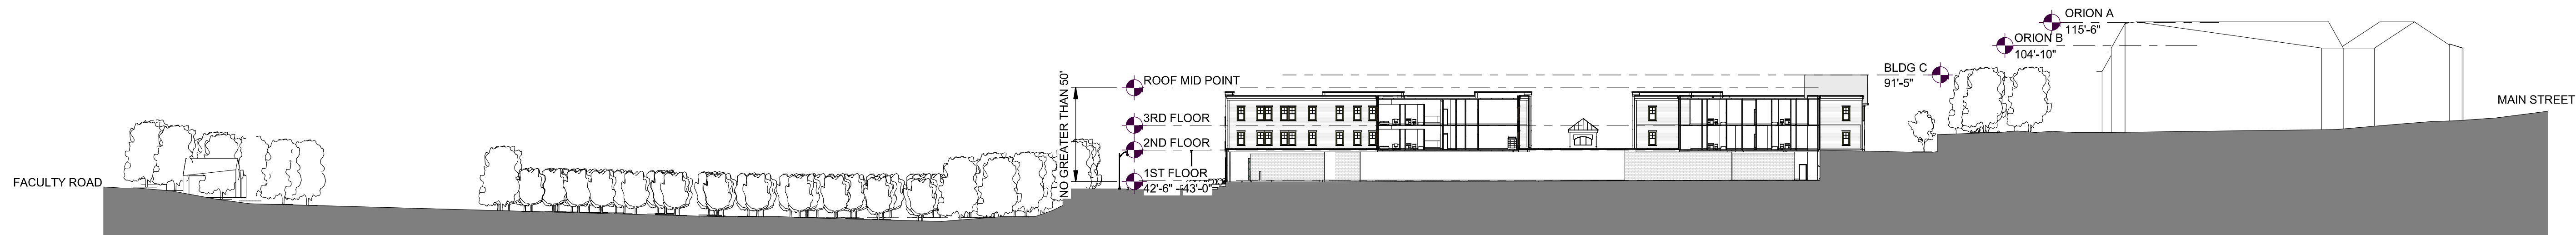 FACULTY ROAD
NO GREATER THAN 50'
ROOF MID POINT
3RD FLOOR
2ND FLOOR
1ST FLOOR
42'-6" - 43'-0"
BLDG C
91'-5"
ORION B
104'-10"
ORION A
115'-6"
MAIN STREET